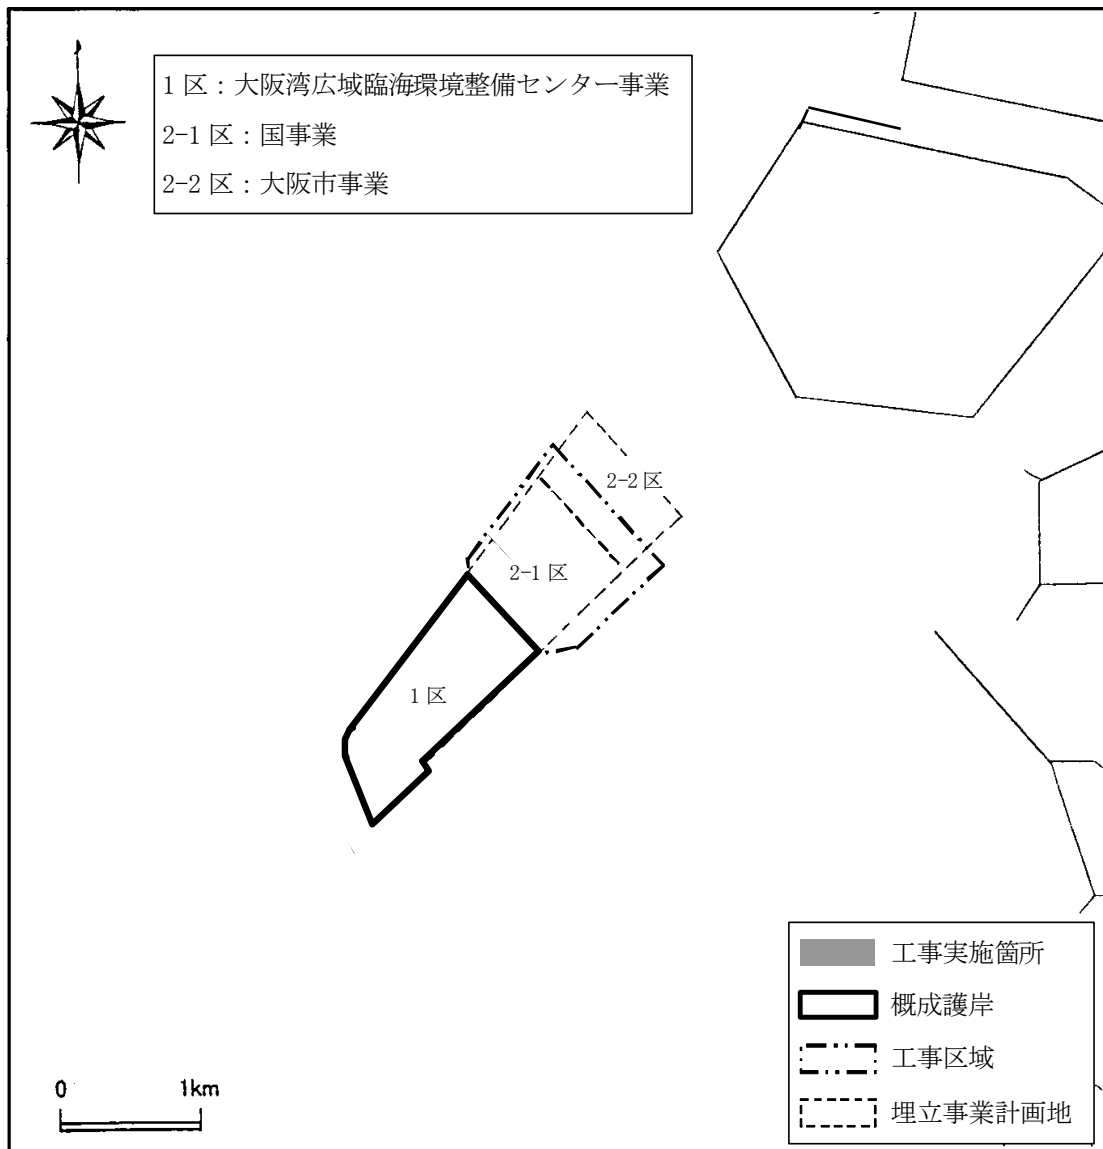 1 区：大阪湾広域臨海環境整備センター事業
2-1 区：国事業
2-2 区：大阪市事業
2-2 区
2-1 区
1 区
工事実施箇所
概成護岸
工事区域
埋立事業計画地
0 1km